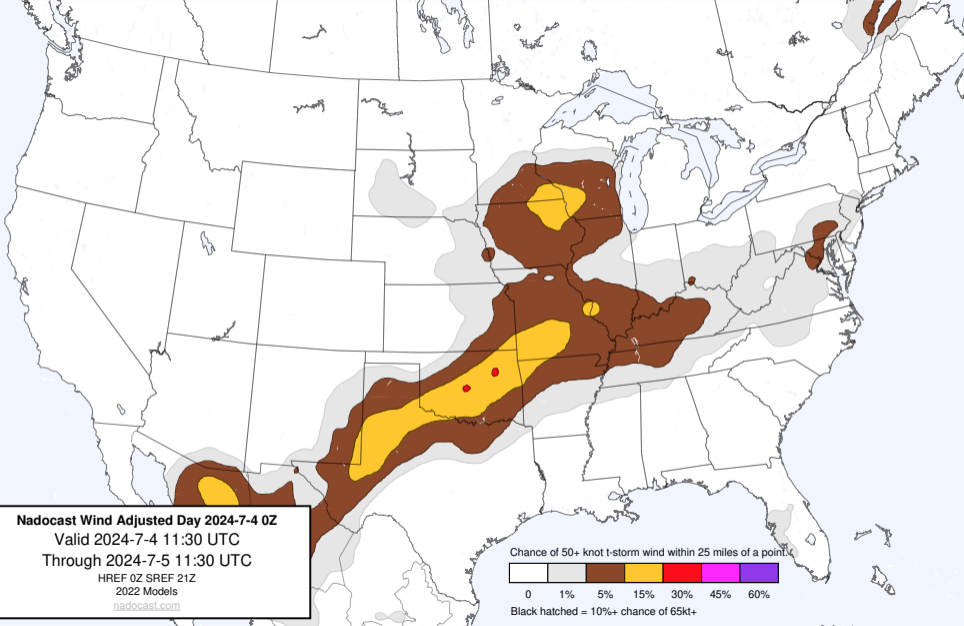 Nadocast Wind Adjusted Day 2024-7-4 0Z
Valid 2024-7-4 11:30 UTC
Through 2024-7-5 11:30 UTC
HREF 0Z SREF 21Z
2022 Models
nadocast.com
Chance of 50+ knot t-storm wind within 25 miles of a point.
0 1% 5% 15% 30% 45% 60%
Black hatched = 10%+ chance of 65kt+